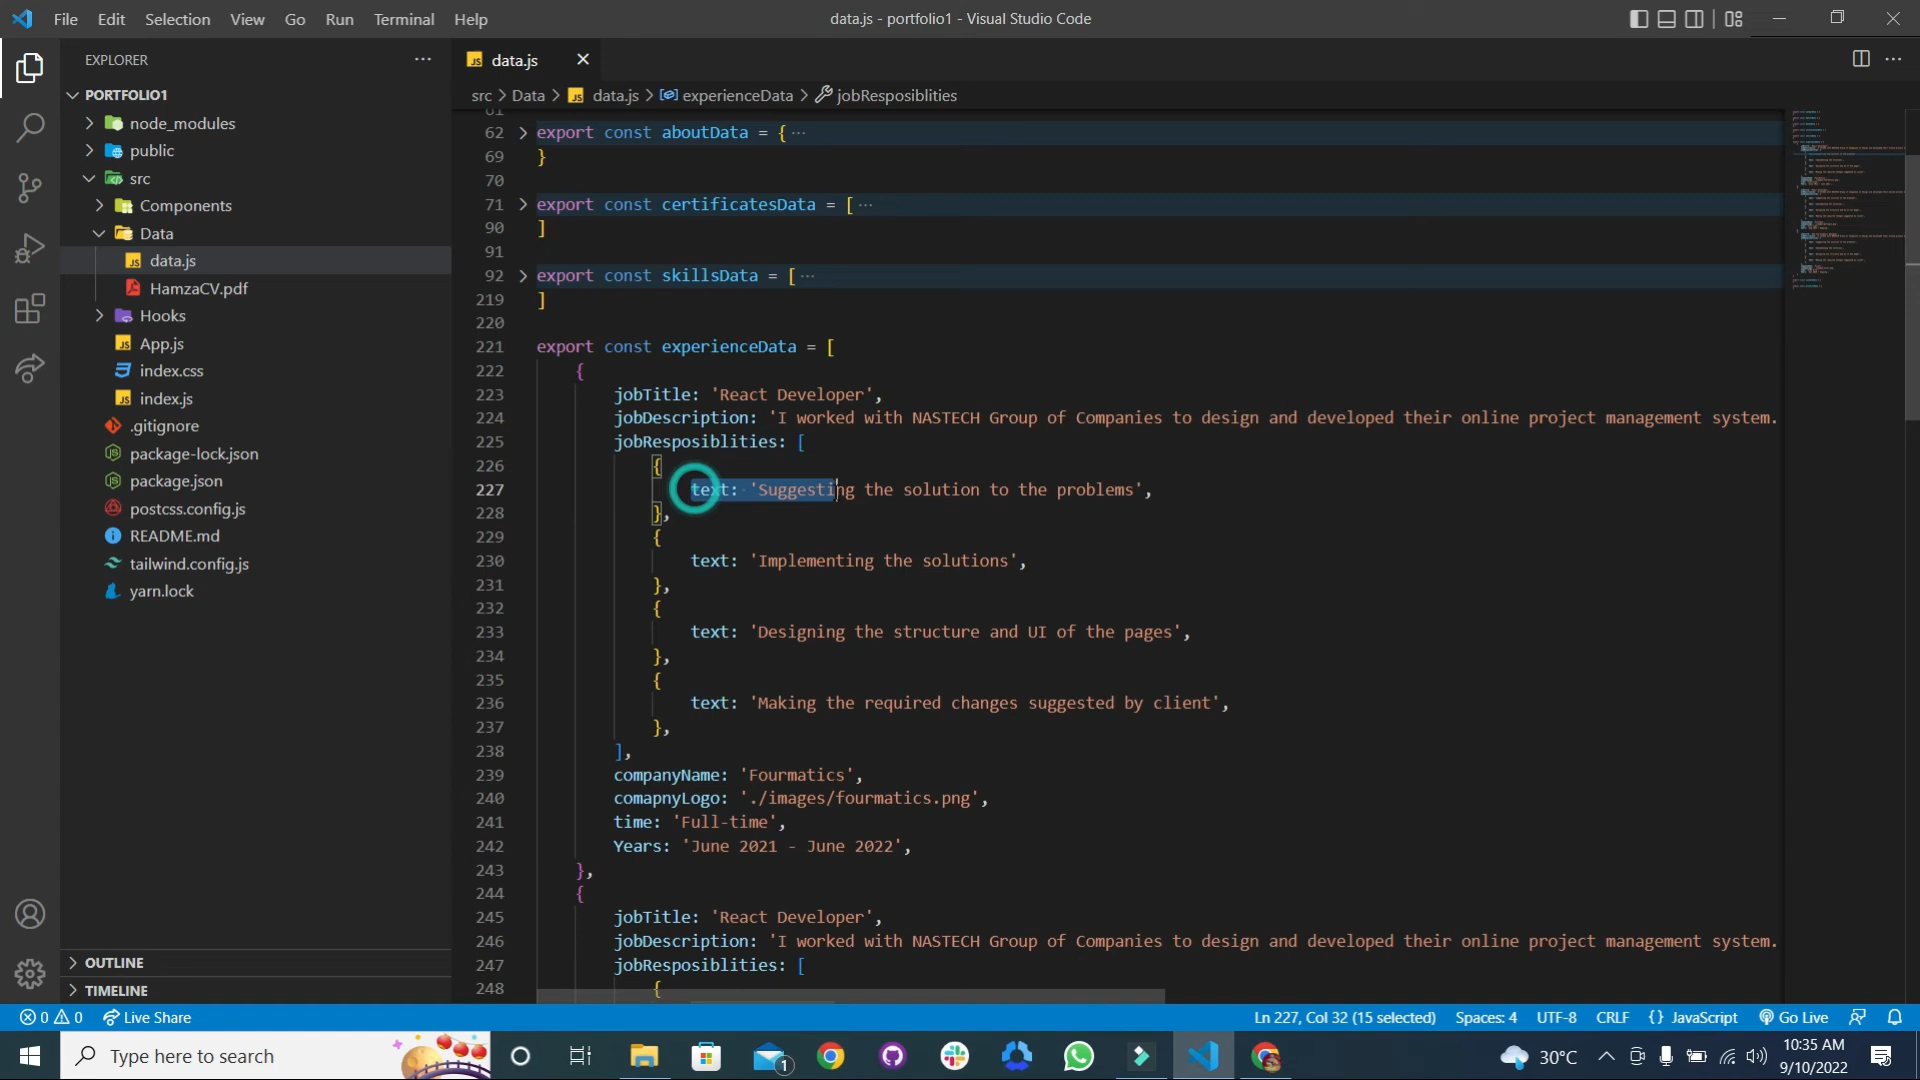 File Edit Selection View Go Run Terminal Help
data.js - portfolio1 - Visual Studio Code
EXPLORER
PORTFOLIO1
node_modules
public
src
Components
Data
data.js
HamzaCV.pdf
Hooks
App.js
index.css
index.js
.gitignore
package-lock.json
package.json
postcss.config.js
README.md
tailwind.config.js
yarn.lock
OUTLINE
TIMELINE
data.js
src > Data > data.js > experienceData > jobResposiblities
61
62 export const aboutData = { ...
69 }
70
71 export const certificatesData = [ ...
90 ]
91
92 export const skillsData = [ ...
219 ]
220
221 export const experienceData = [
222 {
223 jobTitle: 'React Developer',
224 jobDescription: 'I worked with NASTECH Group of Companies to design and developed their online project management system.
225 jobResposiblities: [
226 {
227 text: 'Suggesting the solution to the problems',
228 },
229 {
230 text: 'Implementing the solutions',
231 },
232 {
233 text: 'Designing the structure and UI of the pages',
234 },
235 {
236 text: 'Making the required changes suggested by client',
237 },
238 ],
239 companyName: 'Fourmatics',
240 comapnyLogo: './images/fourmatics.png',
241 time: 'Full-time',
242 Years: 'June 2021 - June 2022',
243 },
244 {
245 jobTitle: 'React Developer',
246 jobDescription: 'I worked with NASTECH Group of Companies to design and developed their online project management system.
247 jobResposiblities: [
248 {
0 0 Live Share
Ln 227, Col 32 (15 selected) Spaces: 4 UTF-8 CRLF {} JavaScript Go Live
Type here to search
1
30°C
10:35 AM
9/10/2022